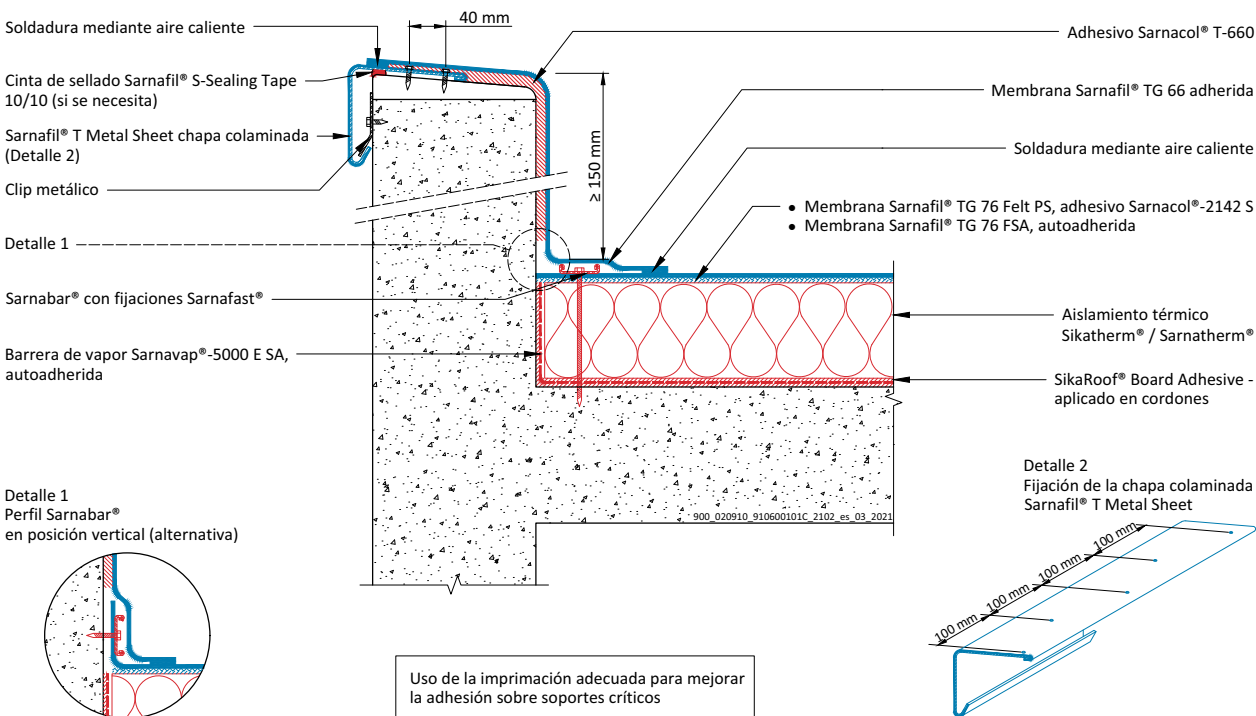 Soldadura mediante aire caliente
Cinta de sellado Sarnafil® S-Sealing Tape
10/10 (si se necesita)
Sarnafil® T Metal Sheet chapa colaminada
(Detalle 2)
Clip metálico
Detalle 1
Sarnabar® con fijaciones Sarnafast®
Barrera de vapor Sarnavap®-5000 E SA,
autoadherida
40 mm
≥ 150 mm
Adhesivo Sarnacol® T-660
Membrana Sarnafil® TG 66 adherida
Soldadura mediante aire caliente
• Membrana Sarnafil® TG 76 Felt PS, adhesivo Sarnacol®-2142 S
• Membrana Sarnafil® TG 76 FSA, autoadherida
Aislamiento térmico
Sikatherm® / Sarnatherm®
SikaRoof® Board Adhesive -
aplicado en cordones
900_020910_910600101C_2102_es_03_2021
Detalle 1
Perfil Sarnabar®
en posición vertical (alternativa)
Uso de la imprimación adecuada para mejorar
la adhesión sobre soportes críticos
Detalle 2
Fijación de la chapa colaminada
Sarnafil® T Metal Sheet
100 mm
100 mm
100 mm
100 mm